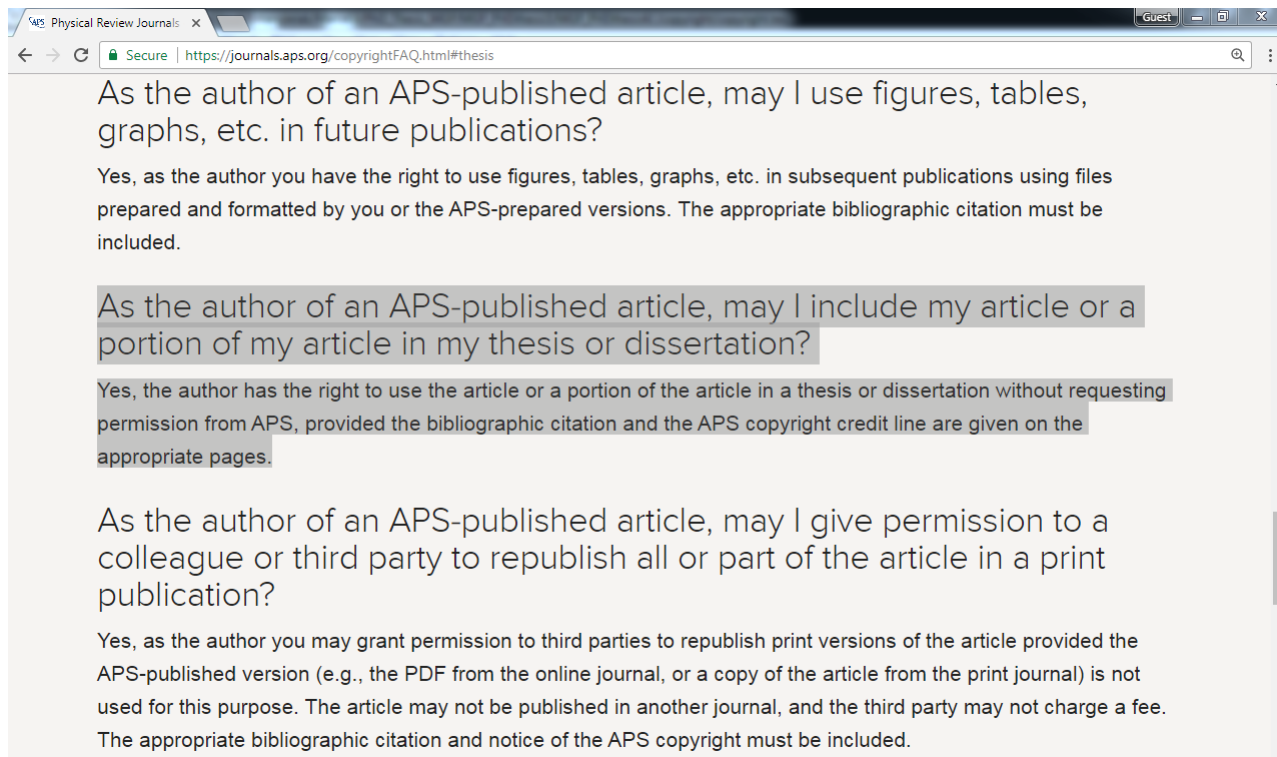 Physical Review Journals
Guest
Secure | https://journals.aps.org/copyrightFAQ.html#thesis
As the author of an APS-published article, may I use figures, tables,
graphs, etc. in future publications?
Yes, as the author you have the right to use figures, tables, graphs, etc. in subsequent publications using files
prepared and formatted by you or the APS-prepared versions. The appropriate bibliographic citation must be
included.
As the author of an APS-published article, may I include my article or a
portion of my article in my thesis or dissertation?
Yes, the author has the right to use the article or a portion of the article in a thesis or dissertation without requesting
permission from APS, provided the bibliographic citation and the APS copyright credit line are given on the
appropriate pages.
As the author of an APS-published article, may I give permission to a
colleague or third party to republish all or part of the article in a print
publication?
Yes, as the author you may grant permission to third parties to republish print versions of the article provided the
APS-published version (e.g., the PDF from the online journal, or a copy of the article from the print journal) is not
used for this purpose. The article may not be published in another journal, and the third party may not charge a fee.
The appropriate bibliographic citation and notice of the APS copyright must be included.